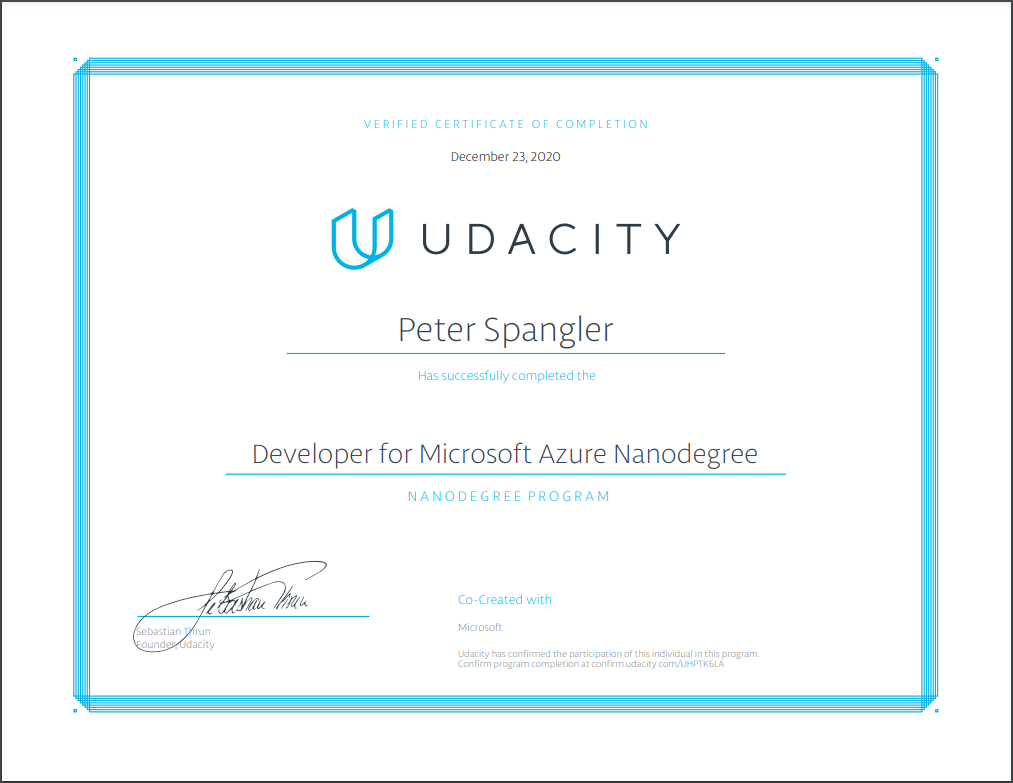 VERIFIED CERTIFICATE OF COMPLETION
December 23, 2020
UDACITY
Peter Spangler
Has successfully completed the
Developer for Microsoft Azure Nanodegree
NANODEGREE PROGRAM
Sebastian Thrun
Sebastian Thrun
Founder, Udacity
Co-Created with
Microsoft
Udacity has confirmed the participation of this individual in this program.
Confirm program completion at confirm.udacity.com/UHPTK6LA